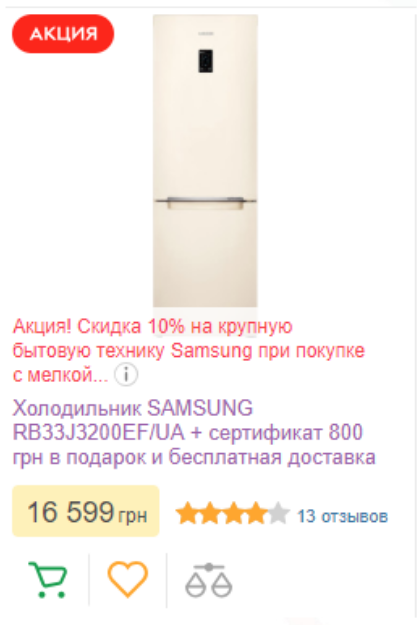 АКЦИЯ
Акция! Скидка 10% на крупную
бытовую технику Samsung при покупке
с мелкой... i
Холодильник SAMSUNG
RB33J3200EF/UA + сертификат 800
грн в подарок и бесплатная доставка
16 599 грн
13 отзывов